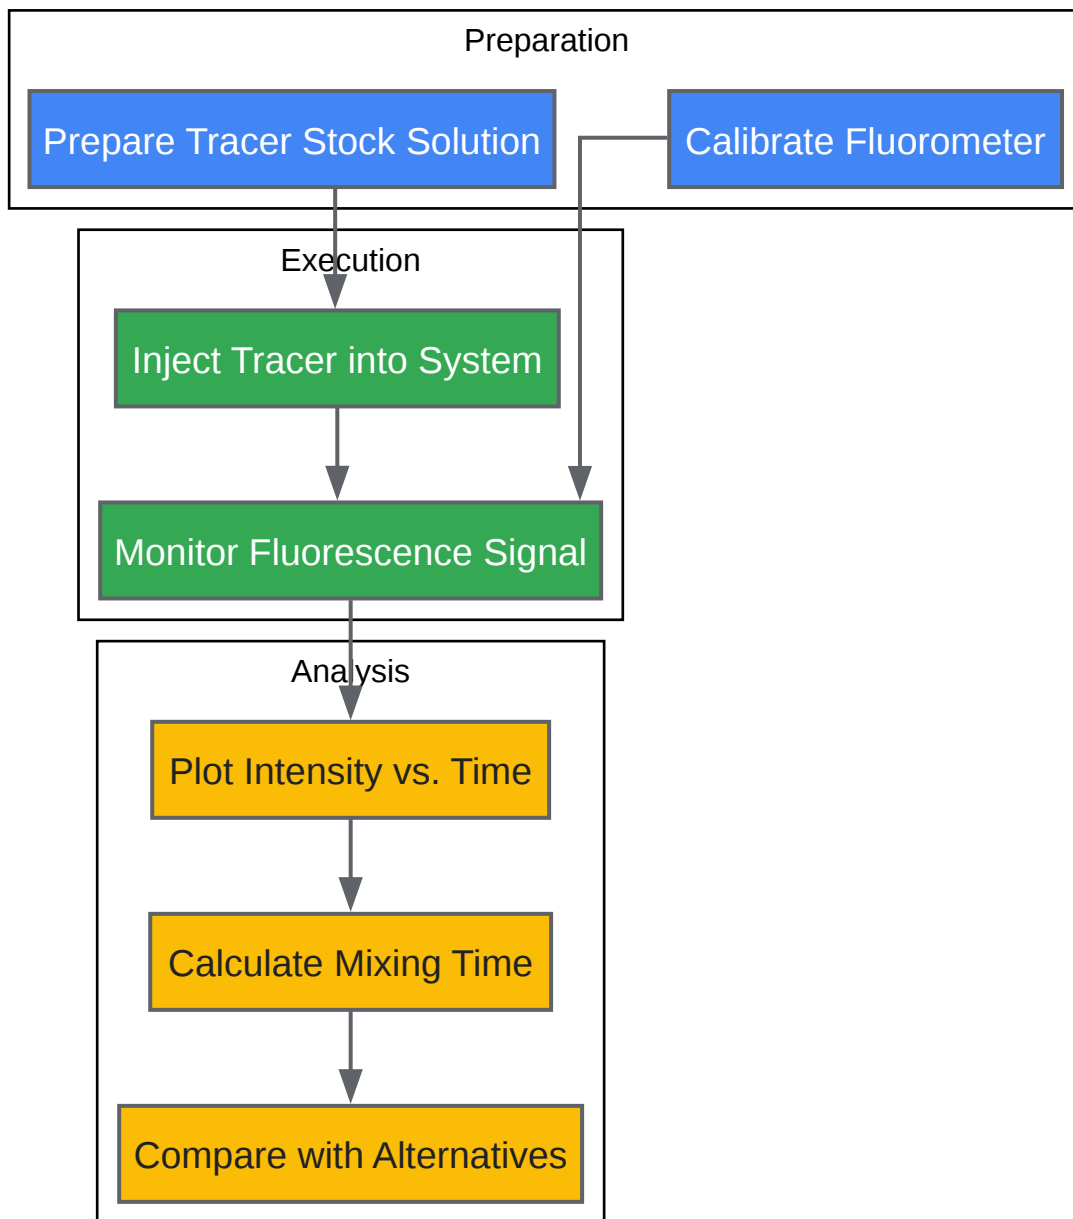 Preparation
Prepare Tracer Stock Solution
Calibrate Fluorometer
Execution
Inject Tracer into System
Monitor Fluorescence Signal
Analysis
Plot Intensity vs. Time
Calculate Mixing Time
Compare with Alternatives